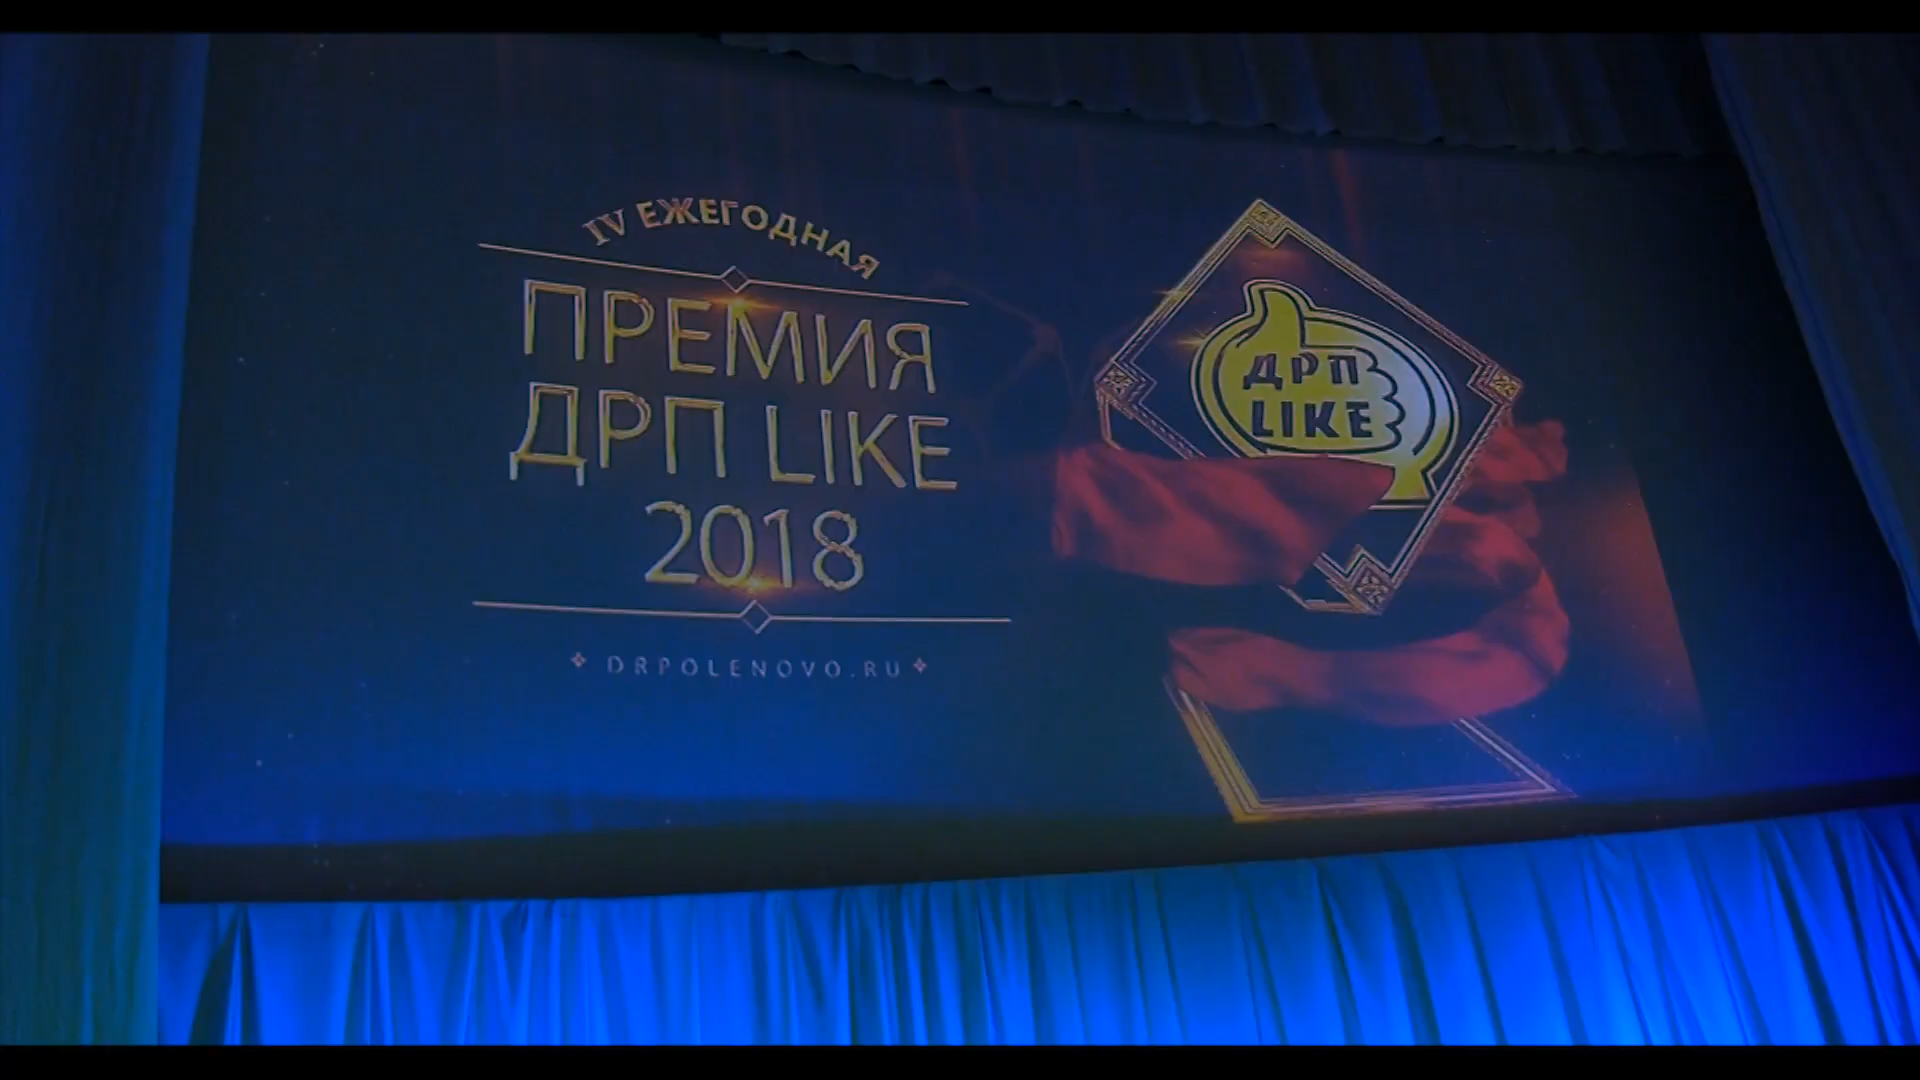 IV ЕЖЕГОДНАЯ
ПРЕМИЯ
ДРП LIKE
2018
DRPOLENOVO.RU
ДРП
LIKE